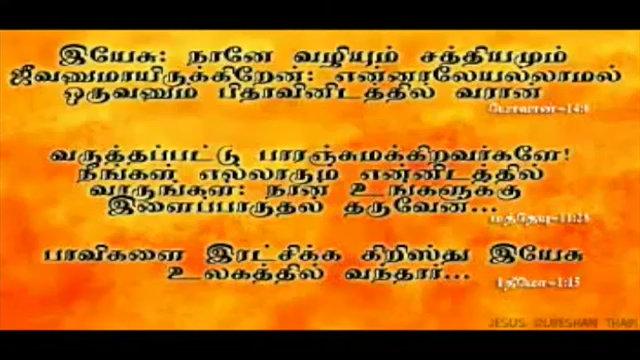 இயேசு: நானே வழியும் சத்தியமும்
ஜீவனுமாயிருக்கிறேன்: என்னாலேயல்லாமல்
ஒருவனும் பிதாவினிடத்தில் வரான்
யோவான்-14:6
வருத்தப்பட்டு பாரஞ்சுமக்கிறவர்களே!
நீங்கள் எல்லாரும் என்னிடத்தில்
வாருங்கள்: நான் உங்களுக்கு
இளைப்பாருதல் தருவேன்...
மத்தேயு-11:28
பாவிகளை இரட்சிக்க கிறிஸ்து இயேசு
உலகத்தில் வந்தார்...
1தீமோ-1:15
JESUS